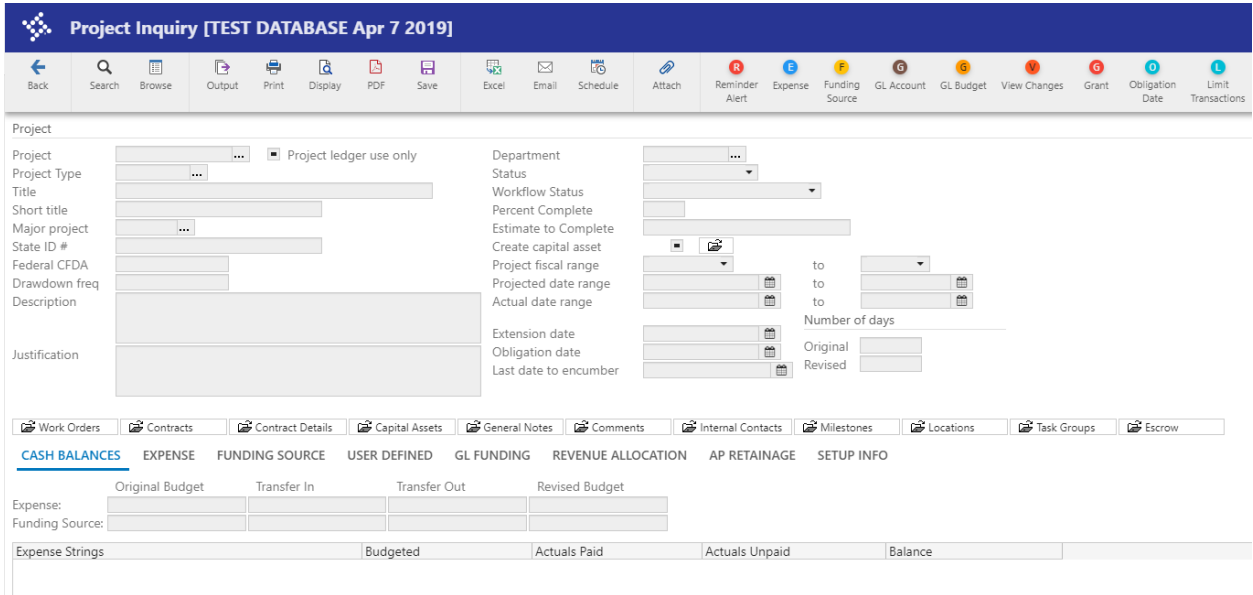 Project Inquiry [TEST DATABASE Apr 7 2019]
Back Search Browse Output Print Display PDF Save Excel Email Schedule Attach R Reminder Alert E Expense F Funding Source G GL Account G GL Budget V View Changes G Grant O Obligation Date L Limit Transactions
Project
Project ... Project ledger use only Department ...
Project Type ... Status
Title Workflow Status
Short title Percent Complete
Major project ... Estimate to Complete
State ID # Create capital asset
Federal CFDA Project fiscal range to
Drawdown freq Projected date range to
Description Actual date range to
Number of days
Extension date
Justification Obligation date Original
Last date to encumber Revised
Work Orders Contracts Contract Details Capital Assets General Notes Comments Internal Contacts Milestones Locations Task Groups Escrow
CASH BALANCES EXPENSE FUNDING SOURCE USER DEFINED GL FUNDING REVENUE ALLOCATION AP RETAINAGE SETUP INFO
Original Budget Transfer In Transfer Out Revised Budget
Expense:
Funding Source:
Expense Strings Budgeted Actuals Paid Actuals Unpaid Balance